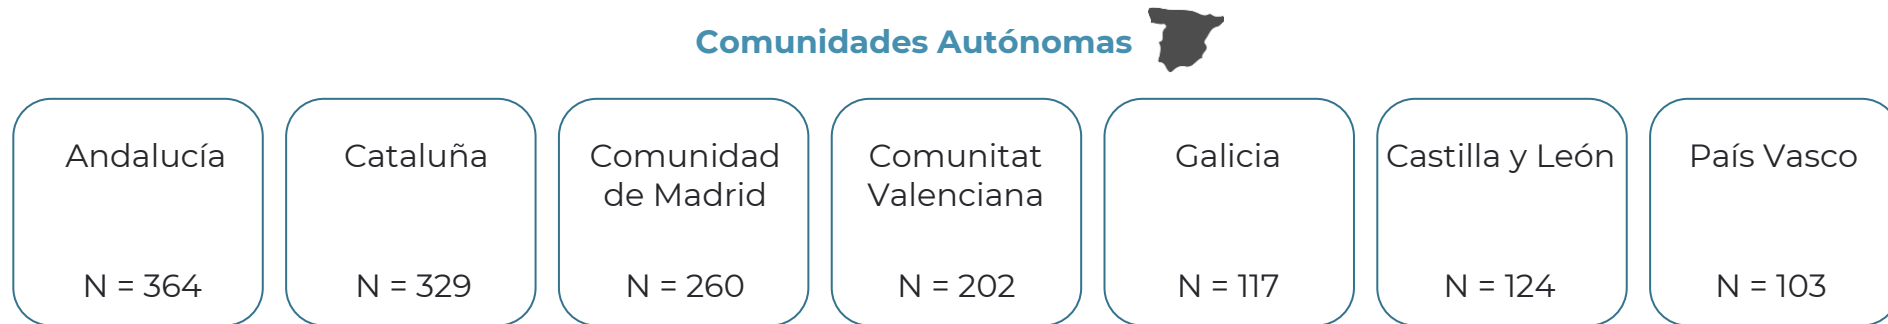 Comunidades Autónomas
Andalucía
N = 364
Cataluña
N = 329
Comunidad
de Madrid
N = 260
Comunitat
Valenciana
N = 202
Galicia
N = 117
Castilla y León
N = 124
País Vasco
N = 103